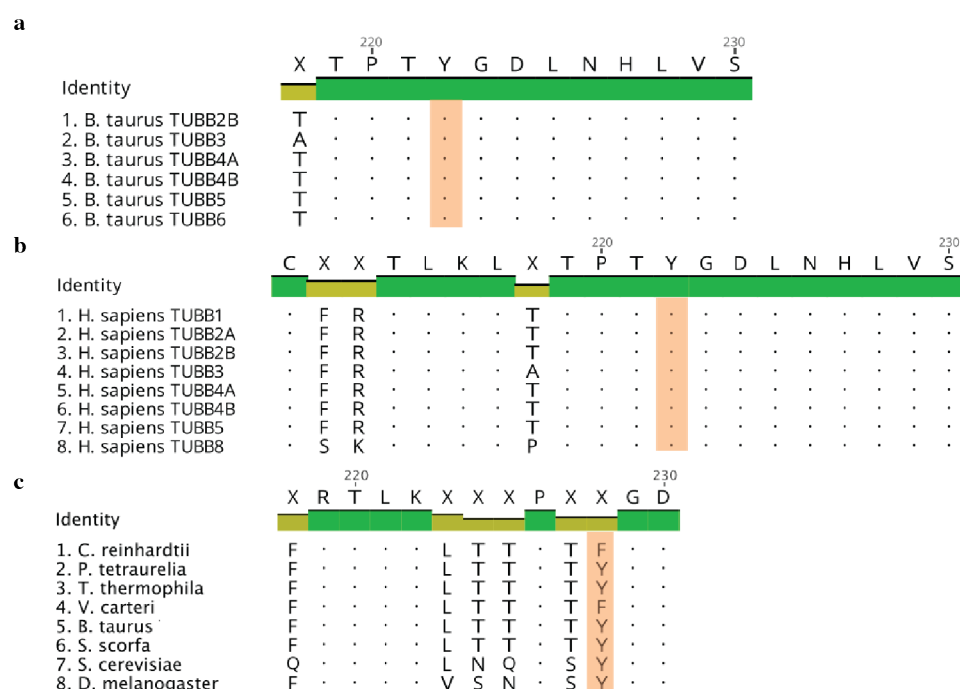 a
220 230
X T P T Y G D L N H L V S
Identity
1. B. taurus TUBB2B T · · · · · · · · · · · ·
2. B. taurus TUBB3 A · · · · · · · · · · · ·
3. B. taurus TUBB4A T · · · · · · · · · · · ·
4. B. taurus TUBB4B T · · · · · · · · · · · ·
5. B. taurus TUBB5 T · · · · · · · · · · · ·
6. B. taurus TUBB6 T · · · · · · · · · · · ·
b
220 230
C X X T L K L X T P T Y G D L N H L V S
Identity
1. H. sapiens TUBB1 · F R · · · · T · · · · · · · · · · · ·
2. H. sapiens TUBB2A · F R · · · · T · · · · · · · · · · · ·
3. H. sapiens TUBB2B · F R · · · · T · · · · · · · · · · · ·
4. H. sapiens TUBB3 · F R · · · · A · · · · · · · · · · · ·
5. H. sapiens TUBB4A · F R · · · · T · · · · · · · · · · · ·
6. H. sapiens TUBB4B · F R · · · · T · · · · · · · · · · · ·
7. H. sapiens TUBB5 · F R · · · · T · · · · · · · · · · · ·
8. H. sapiens TUBB8 · S K · · · · P · · · · · · · · · · · ·
c
220 230
X R T L K X X X P X X G D
Identity
1. C. reinhardtii F · · · · L T T · T F · ·
2. P. tetraurelia F · · · · L T T · T Y · ·
3. T. thermophila F · · · · L T T · T Y · ·
4. V. carteri F · · · · L T T · T F · ·
5. B. taurus F · · · · L T T · T Y · ·
6. S. scorfa F · · · · L T T · T Y · ·
7. S. cerevisiae Q · · · · L N Q · S Y · ·
8. D. melanogaster F · · · · V S N · S Y · ·